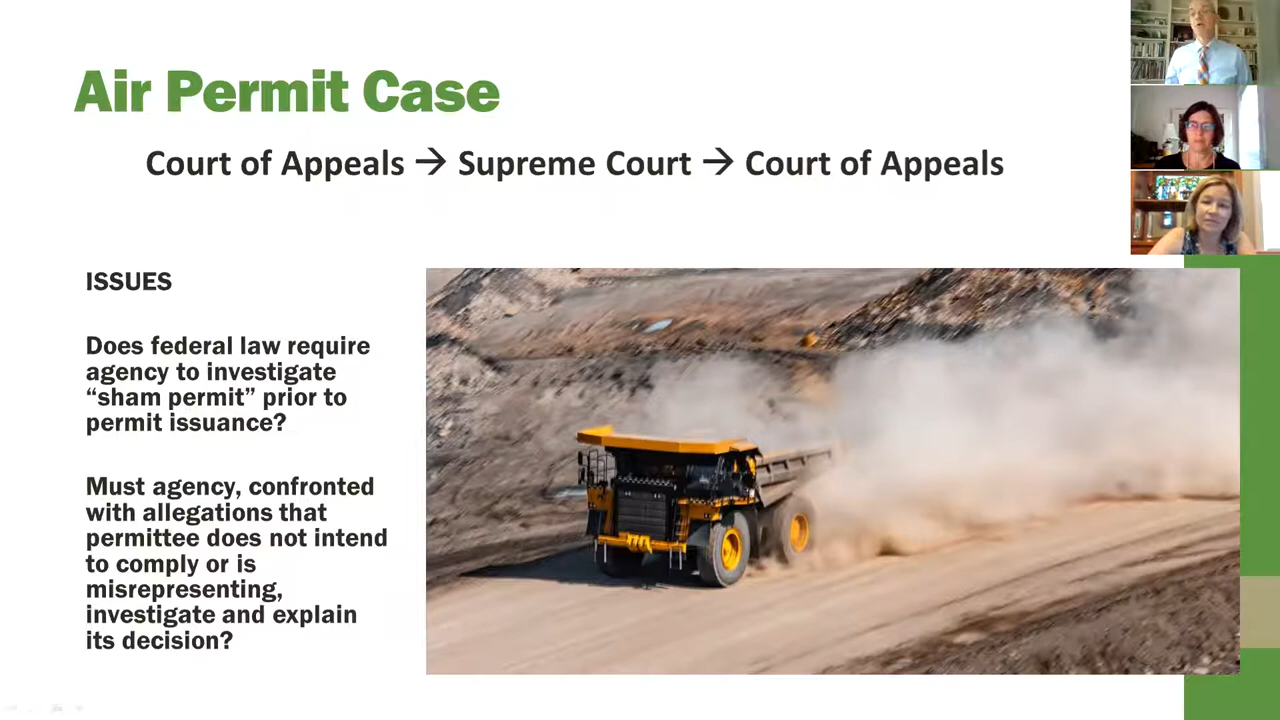 Air Permit Case
Court of Appeals → Supreme Court → Court of Appeals
ISSUES
Does federal law require
agency to investigate
“sham permit” prior to
permit issuance?
Must agency, confronted
with allegations that
permittee does not intend
to comply or is
misrepresenting,
investigate and explain
its decision?